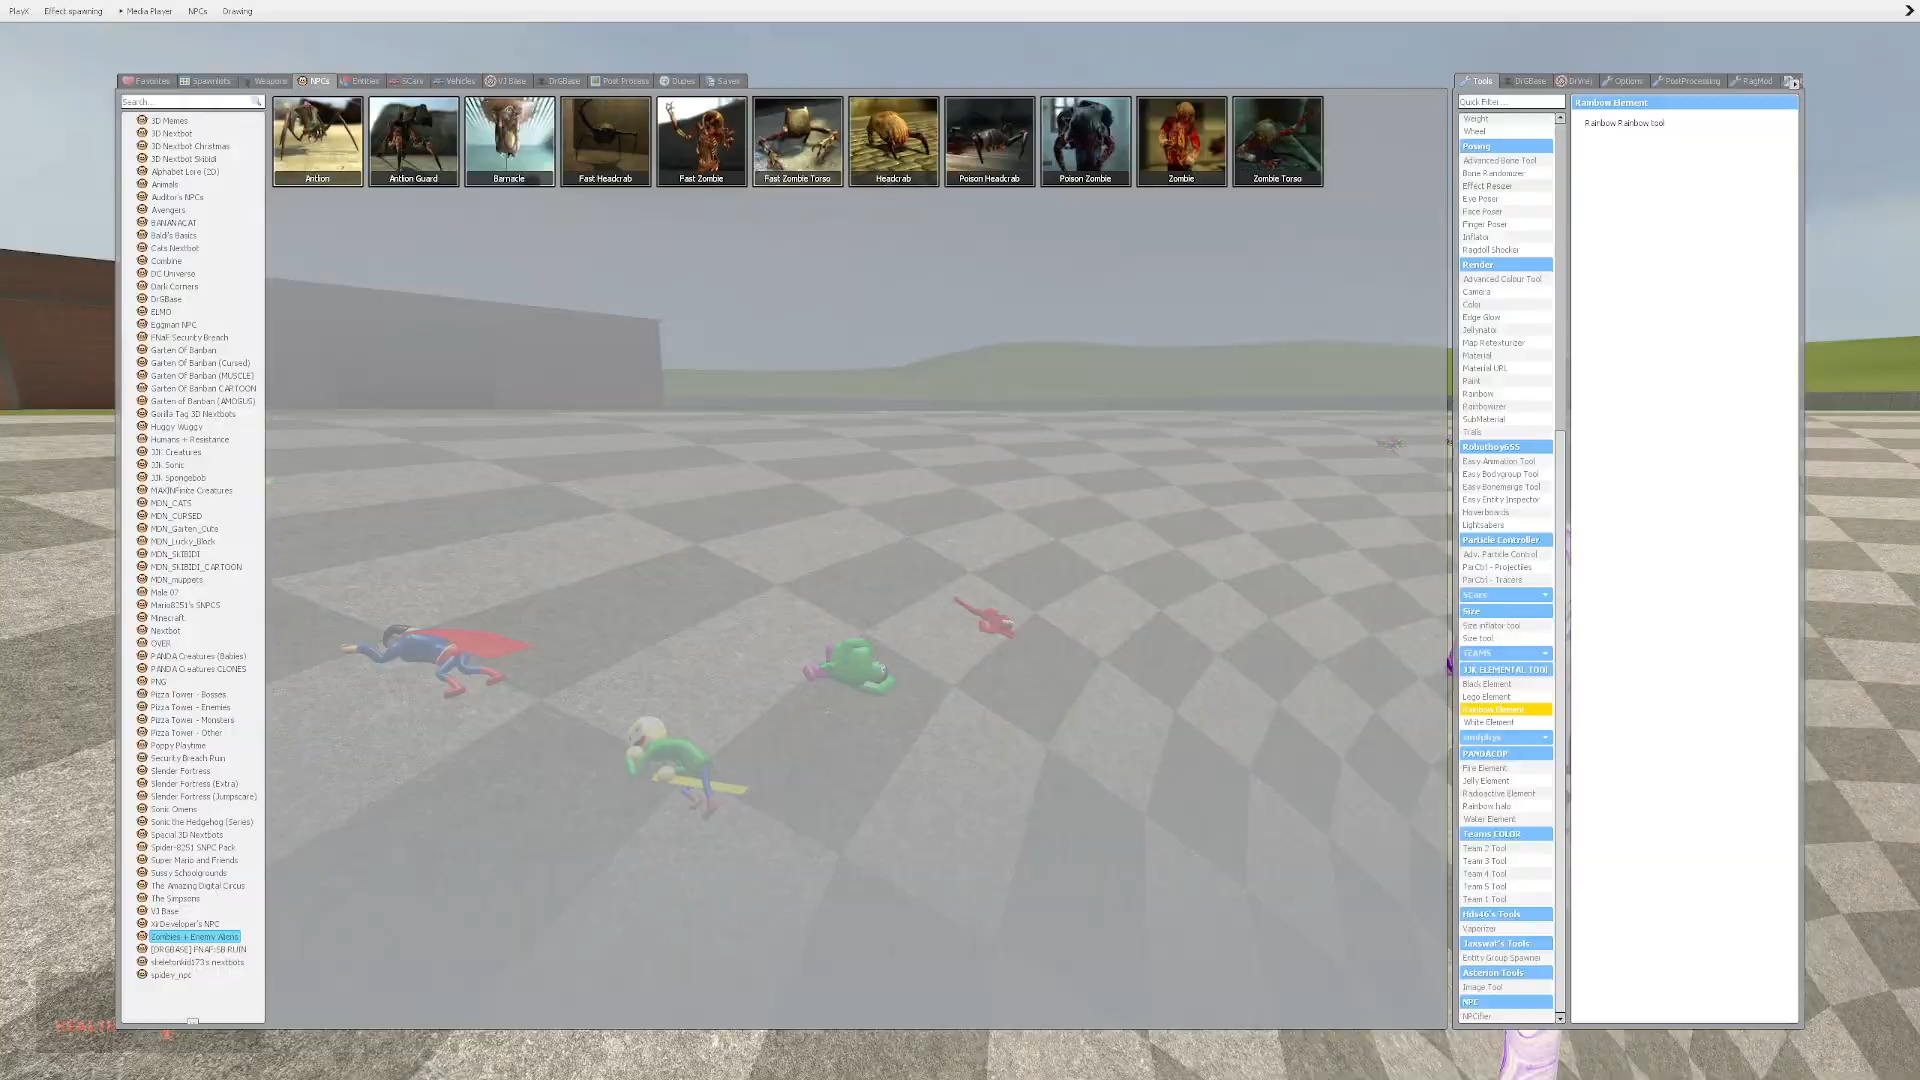 PlayX Effect spawning Media Player NPCs Drawing
Favorites Spawnlists Weapons NPCs Entities SCars Vehicles VJ Base DrGBase Post Process Dupes Saves
Search...
3D Memes
3D Nextbot
3D Nextbot Christmas
3D Nextbot Skibidi
Alphabet Lore (2D)
Animals
Auditor's NPCs
Avengers
BANANACAT
Baldi's Basics
Cats Nextbot
Combine
DC Universe
Dark Corners
DrGBase
ELMO
Eggman NPC
FNaF Security Breach
Garten Of Banban
Garten Of Banban (Cursed)
Garten Of Banban (MUSCLE)
Garten Of Banban CARTOON
Garten of Banban (AMOGUS)
Gorilla Tag 3D Nextbots
Huggy Wuggy
Humans + Resistance
JJK Creatures
JJK Sonic
JJK Spongebob
MAXINFinite Creatures
MDN_CATS
MDN_CURSED
MDN_Garten_Cute
MDN_Lucky_Block
MDN_SKIBIDI
MDN_SKIBIDI_CARTOON
MDN_muppets
Male 07
Mario8251's SNPCS
Minecraft
Nextbot
OVER
PANDA Creatures (Babies)
PANDA Creatures CLONES
PNG
Pizza Tower - Bosses
Pizza Tower - Enemies
Pizza Tower - Monsters
Pizza Tower - Other
Poppy Playtime
Security Breach Ruin
Slender Fortress
Slender Fortress (Extra)
Slender Fortress (Jumpscare)
Sonic Omens
Sonic the Hedgehog (Series)
Special 3D Nextbots
Spider-8251 SNPC Pack
Super Mario and Friends
Sussy Schoolgrounds
The Amazing Digital Circus
The Simpsons
VJ Base
XirDeveloper's NPC
Zombies + Enemy Aliens
[DRGBASE] FNAF:SB RUIN
skeletonkid173's nextbots
spidey_npc
Antlion Antlion Guard Barnacle Fast Headcrab Fast Zombie Fast Zombie Torso Headcrab Poison Headcrab Poison Zombie Zombie Zombie Torso
HEALTH
Tools DrGBase DrVrej Options PostProcessing RagMod
Quick Filter...
Weight
Wheel
Posing
Advanced Bone Tool
Bone Randomizer
Effect Resizer
Eye Poser
Face Poser
Finger Poser
Inflator
Ragdoll Shocker
Render
Advanced Colour Tool
Camera
Color
Edge Glow
Jellynator
Map Retexturizer
Material
Material URL
Paint
Rainbow
Rainbowizer
SubMaterial
Trails
Robotboy655
Easy Animation Tool
Easy Bodygroup Tool
Easy Bonemerge Tool
Easy Entity Inspector
Hoverboards
Lightsabers
Particle Controller
Adv. Particle Control
ParCtrl - Projectiles
ParCtrl - Tracers
SCars
Size
Size inflator tool
Size tool
TEAMS
JJK ELEMENTAL TOOl
Black Element
Lego Element
Rainbow Element
White Element
PANDACOP
Fire Element
Jelly Element
Radioactive Element
Rainbow halo
Water Element
Teams COLOR
Team 2 Tool
Team 3 Tool
Team 4 Tool
Team 5 Tool
Team 1 Tool
Hds46's Tools
Vaporizer
Jaxswat's Tools
Entity Group Spawner
Asterion Tools
Image Tool
NPC
NPCifier
Rainbow Element
Rainbow Rainbow tool